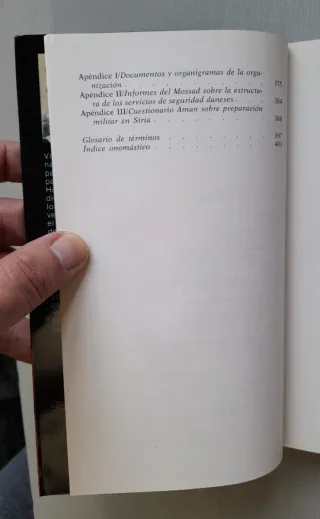 Apéndice I/Documentos y organigramas de la orga-
nización . . . . . . . . . . . 375
Apéndice II/Informes del Mossad sobre la estructu-
ra de los servicios de seguridad daneses . . . 384
Apéndice III/Cuestionario Aman sobre preparación
militar en Siria . . . . . . . . . 388
Glosario de términos . . . . . . . . 397
Índice onomástico . . . . . . . . . 401